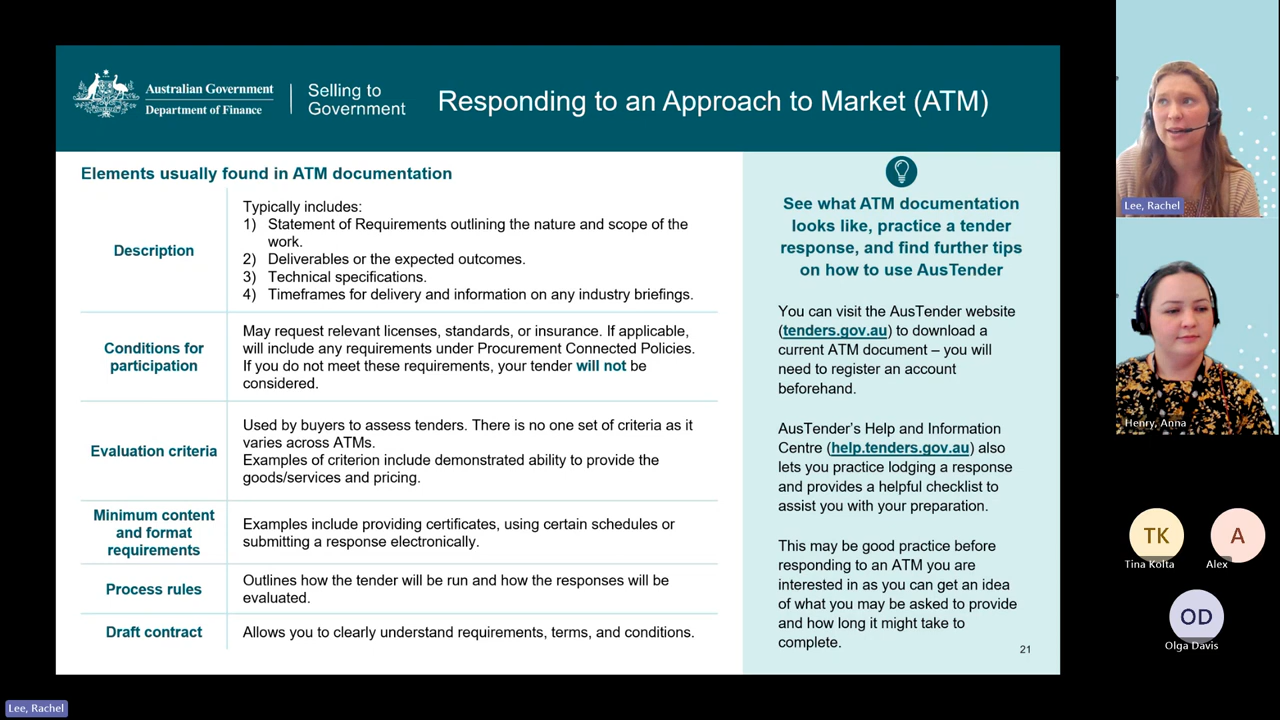 Australian Government
Department of Finance
Selling to
Government
Responding to an Approach to Market (ATM)
Elements usually found in ATM documentation
Description
Typically includes:
1) Statement of Requirements outlining the nature and scope of the
work.
2) Deliverables or the expected outcomes.
3) Technical specifications.
4) Timeframes for delivery and information on any industry briefings.
Conditions for
participation
May request relevant licenses, standards, or insurance. If applicable,
will include any requirements under Procurement Connected Policies.
If you do not meet these requirements, your tender will not be
considered.
Evaluation criteria
Used by buyers to assess tenders. There is no one set of criteria as it
varies across ATMs.
Examples of criterion include demonstrated ability to provide the
goods/services and pricing.
Minimum content
and format
requirements
Examples include providing certificates, using certain schedules or
submitting a response electronically.
Process rules
Outlines how the tender will be run and how the responses will be
evaluated.
Draft contract
Allows you to clearly understand requirements, terms, and conditions.
See what ATM documentation
looks like, practice a tender
response, and find further tips
on how to use AusTender
You can visit the AusTender website
(tenders.gov.au) to download a
current ATM document – you will
need to register an account
beforehand.
AusTender's Help and Information
Centre (help.tenders.gov.au) also
lets you practice lodging a response
and provides a helpful checklist to
assist you with your preparation.
This may be good practice before
responding to an ATM you are
interested in as you can get an idea
of what you may be asked to provide
and how long it might take to
complete.
21
Lee, Rachel
Henry, Anna
TK
Tina Kolta
A
Alex
OD
Olga Davis
Lee, Rachel